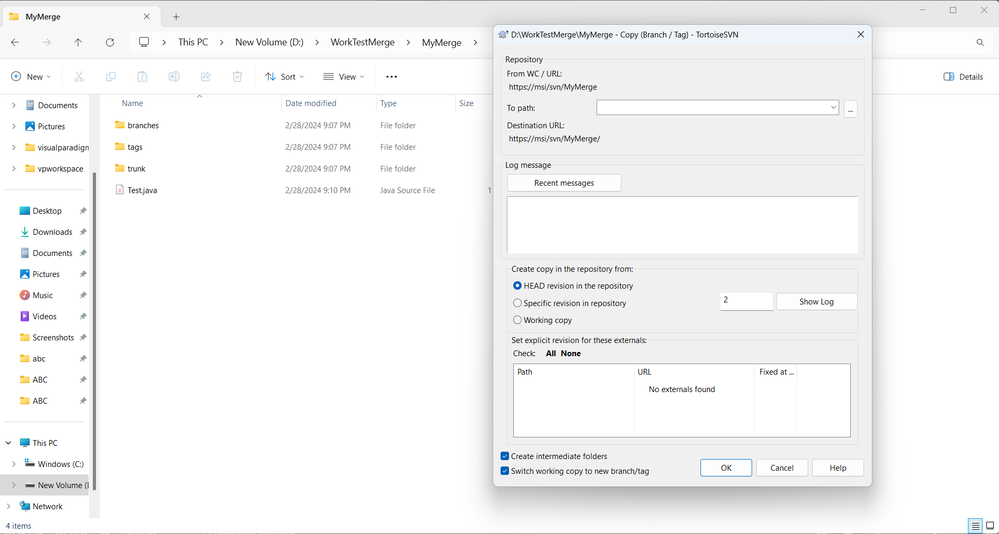 MyMerge
This PC > New Volume (D:) > WorkTestMerge > MyMerge >
New
Sort
View
Details
Documents
Pictures
visualparadign
vpworkspace
Desktop
Downloads
Documents
Pictures
Music
Videos
Screenshots
abc
ABC
ABC
This PC
Windows (C:)
New Volume (I
Network
4 items
Name Date modified Type Size
branches 2/28/2024 9:07 PM File folder
tags 2/28/2024 9:07 PM File folder
trunk 2/28/2024 9:07 PM File folder
Test.java 2/28/2024 9:10 PM Java Source File 1
D:\WorkTestMerge\MyMerge - Copy (Branch / Tag) - TortoiseSVN
Repository
From WC / URL:
https://msi/svn/MyMerge
To path:
...
Destination URL:
https://msi/svn/MyMerge/
Log message
Recent messages
Create copy in the repository from:
HEAD revision in the repository
Specific revision in repository 2 Show Log
Working copy
Set explicit revision for these externals:
Check: All None
Path URL Fixed at ...
No externals found
Create intermediate folders
Switch working copy to new branch/tag
OK Cancel Help